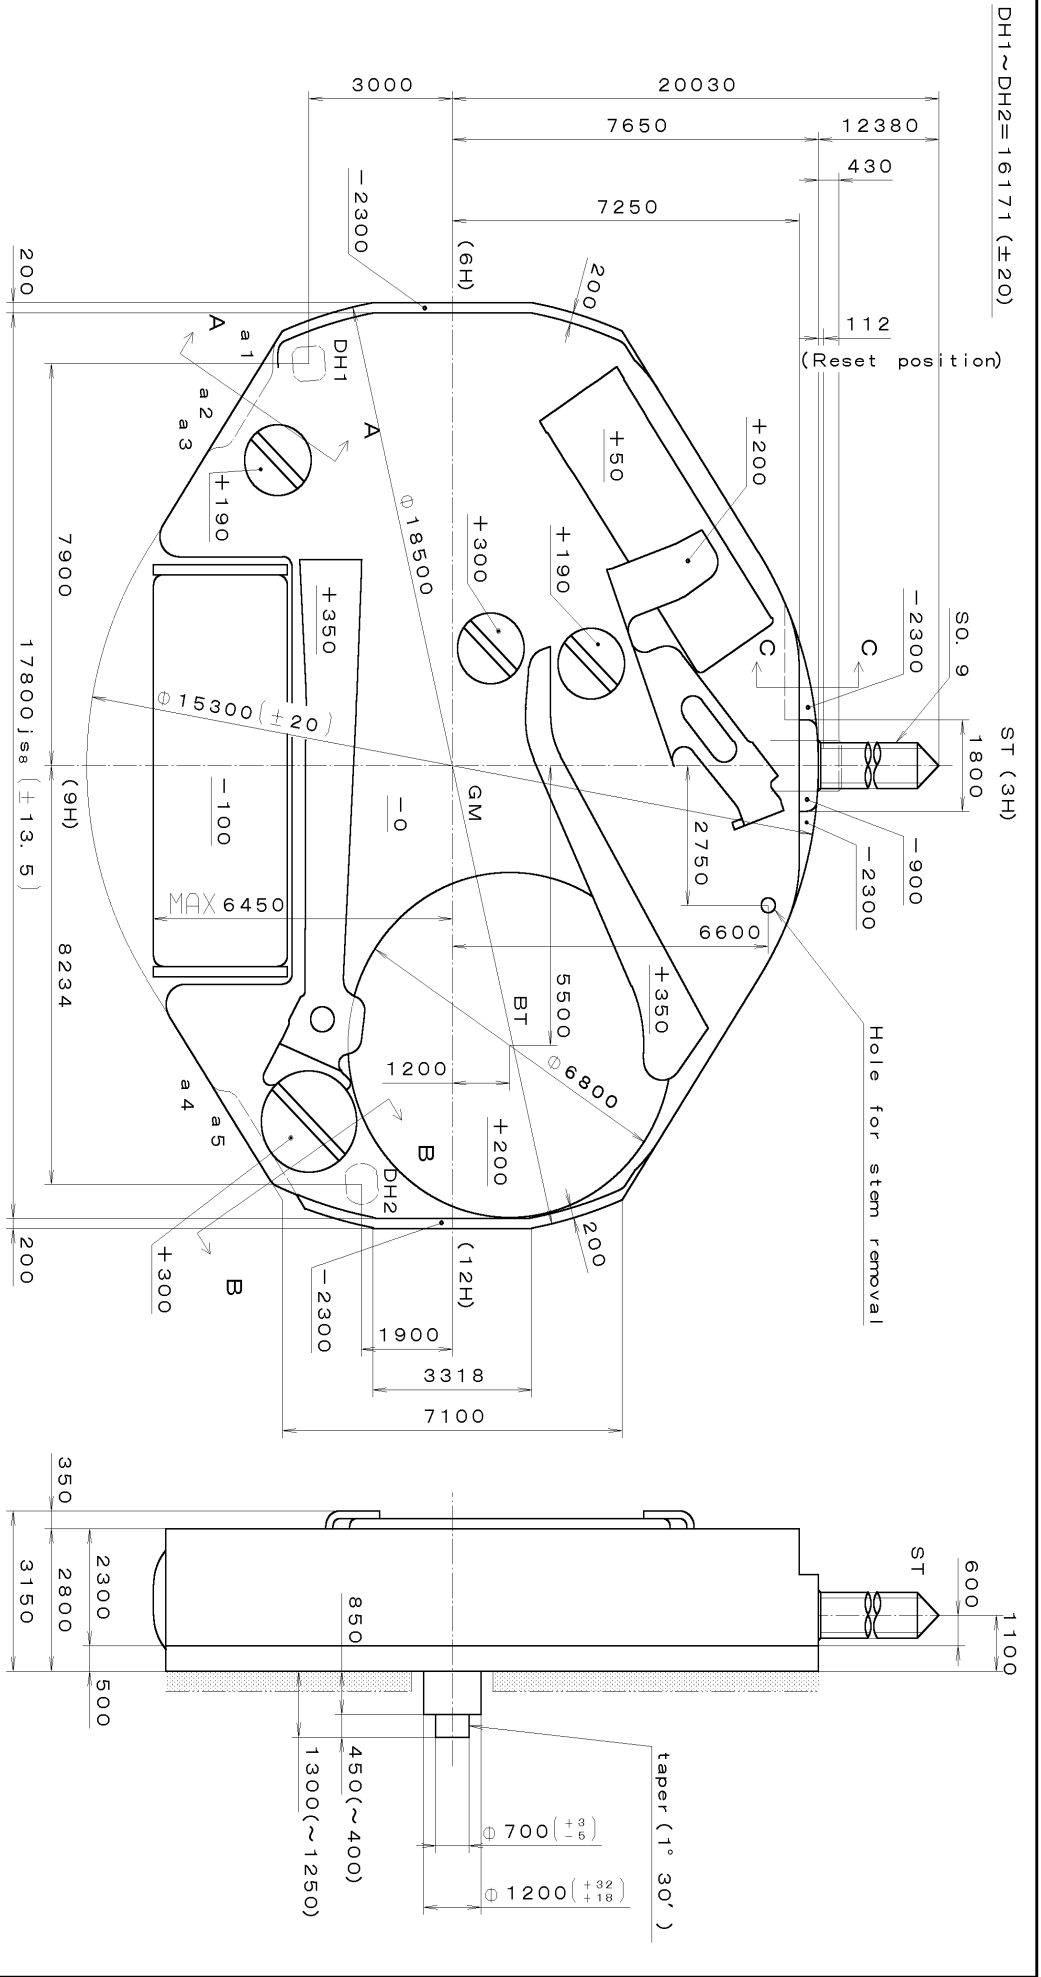 DH1~DH2=16171 (±20)
3000
20030
7650
12380
430
7250
112
(Reset position)
-2300
(6H)
200
200
A
a1
DH1
a2
a3
A
+190
+50
+200
φ18500
+300
+190
C
C
-2300
S0. 9
ST (3H)
1800
7900
+350
φ15300(±20)
17800js8 (±13. 5)
(9H)
-100
-0
GM
2750
-900
-2300
MAX 6450
6600
Hole for stem removal
8234
5500
+350
BT
1200
φ6800
a4
a5
B
+200
DH2
200
200
B
+300
-2300
(12H)
1900
3318
7100
350
3150
2800
2300
500
850
ST
600
1100
1300(~1250)
450(~400)
taper (1° 30′)
φ700(+3 -5)
φ1200(+32 +18)